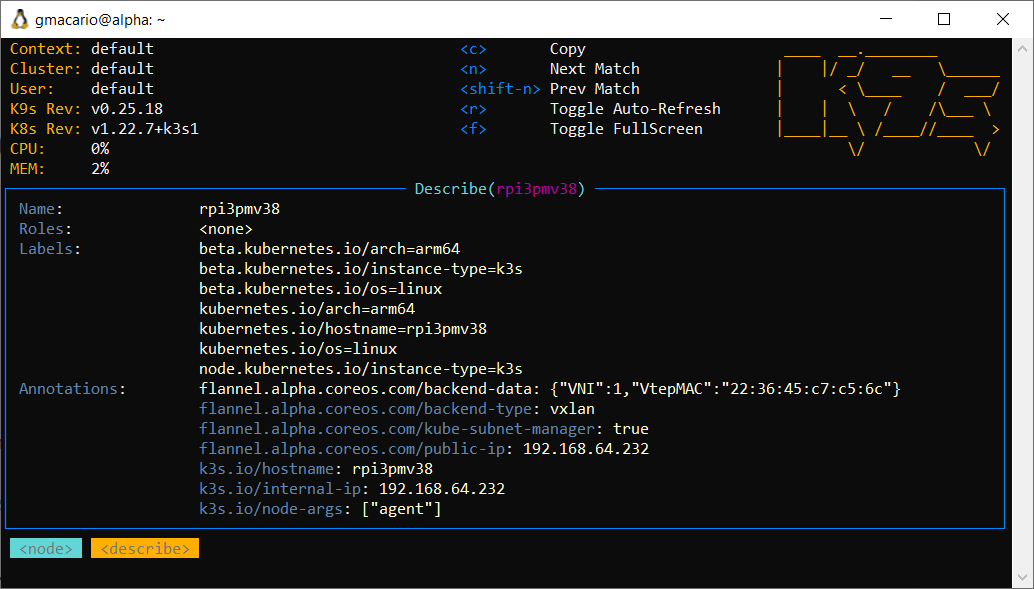 gmacario@alpha: ~
Context: default <c> Copy
Cluster: default <n> Next Match
User: default <shift-n> Prev Match
K9s Rev: v0.25.18 <r> Toggle Auto-Refresh
K8s Rev: v1.22.7+k3s1 <f> Toggle FullScreen
CPU: 0%
MEM: 2%
K9s
Describe(rpi3pmv38)
Name: rpi3pmv38
Roles: <none>
Labels: beta.kubernetes.io/arch=arm64
beta.kubernetes.io/instance-type=k3s
beta.kubernetes.io/os=linux
kubernetes.io/arch=arm64
kubernetes.io/hostname=rpi3pmv38
kubernetes.io/os=linux
node.kubernetes.io/instance-type=k3s
Annotations: flannel.alpha.coreos.com/backend-data: {"VNI":1,"VtepMAC":"22:36:45:c7:c5:6c"}
flannel.alpha.coreos.com/backend-type: vxlan
flannel.alpha.coreos.com/kube-subnet-manager: true
flannel.alpha.coreos.com/public-ip: 192.168.64.232
k3s.io/hostname: rpi3pmv38
k3s.io/internal-ip: 192.168.64.232
k3s.io/node-args: ["agent"]
<node> <describe>